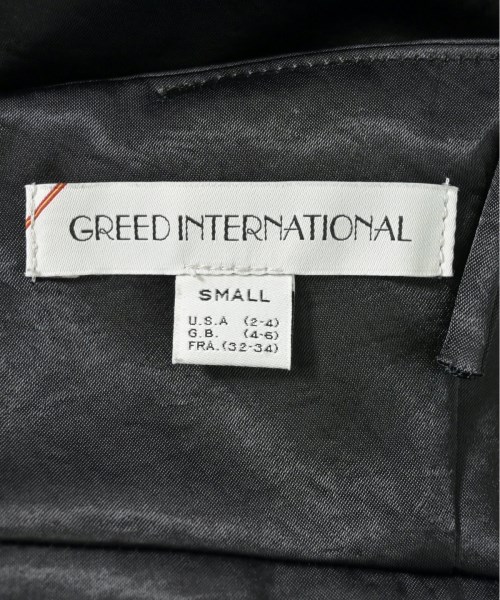 GREED INTERNATIONAL
SMALL
U.S.A (2-4)
G.B. (4-6)
FRA. (32-34)